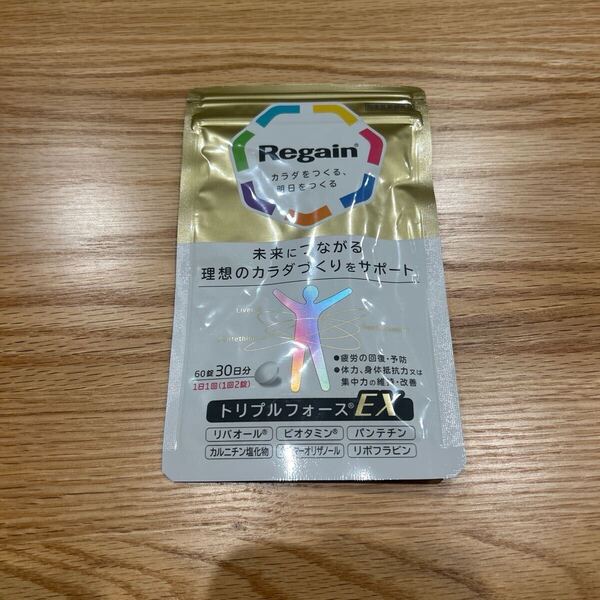 Regain®
カラダをつくる、
明日をつくる
未来につながる
理想のカラダづくりをサポート
60錠 30日分
1日1回(1回2錠)
●疲労の回復・予防
●体力、身体抵抗力又は
集中力の維持・改善
トリプルフォース® EX
リバオール® ビオタミン® パンテチン
カルニチン塩化物 リボフラビン